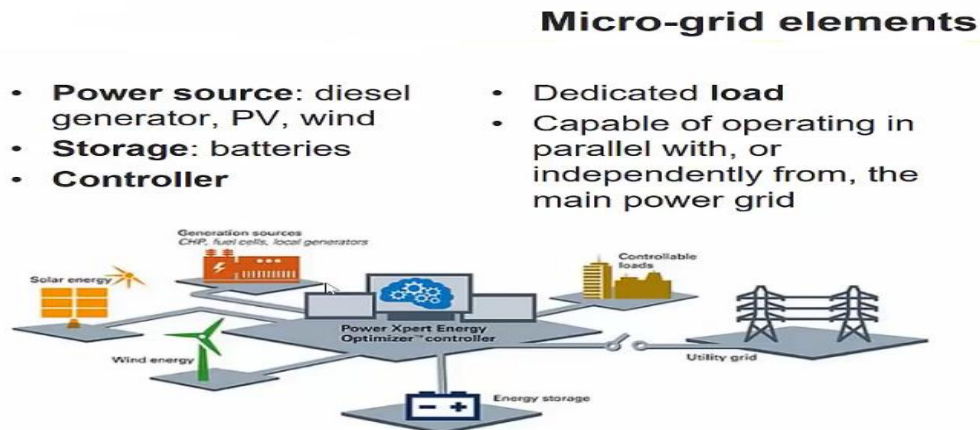 Micro-grid elements
• Power source: diesel
generator, PV, wind
• Storage: batteries
• Controller
• Dedicated load
• Capable of operating in
parallel with, or
independently from, the
main power grid
Generation sources
CHP, fuel cells, local generators
Solar energy
Controllable
loads
Power Xpert Energy
Optimizer™ controller
Wind energy
Utility grid
Energy storage